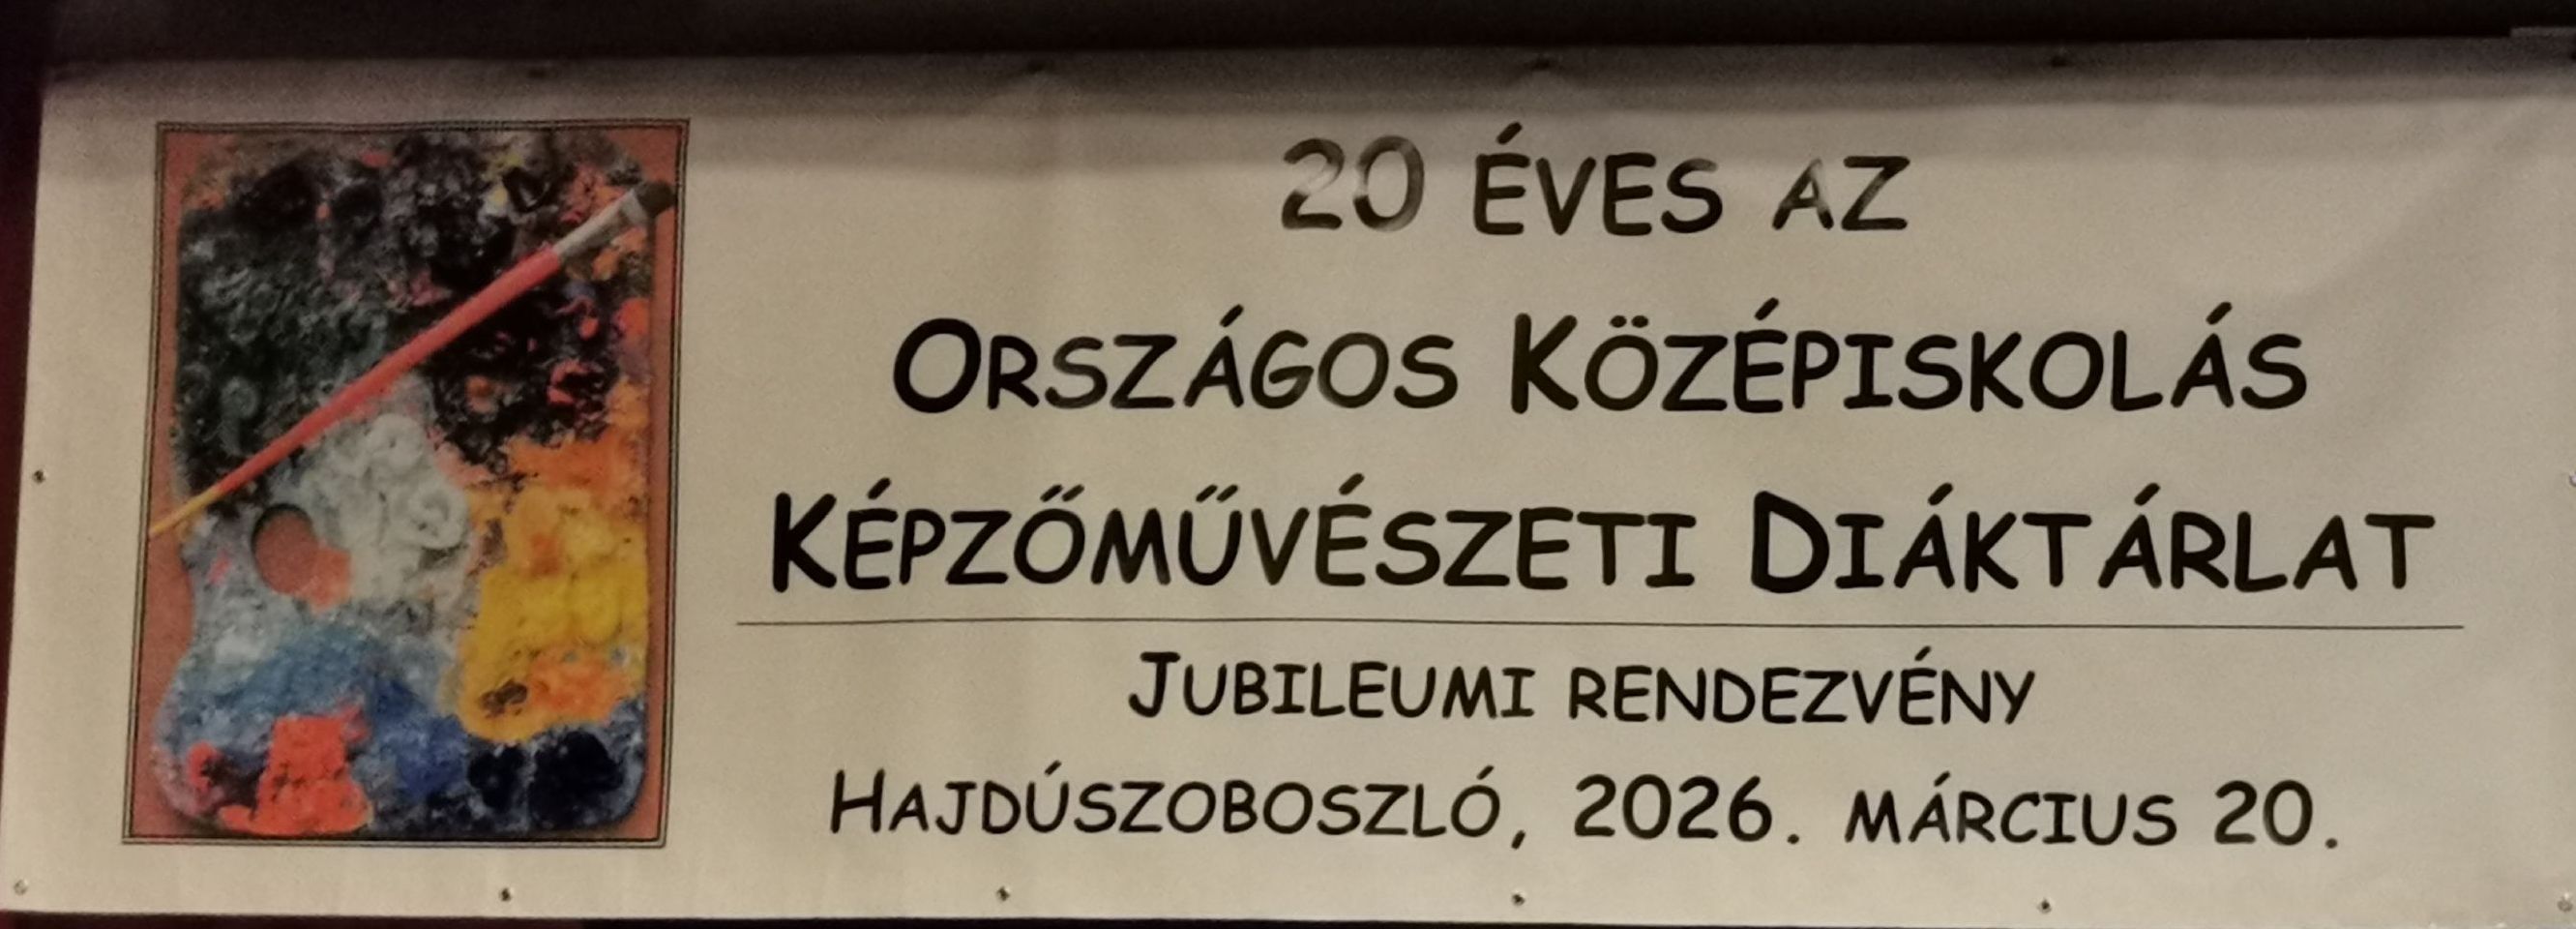 20 ÉVES AZ
ORSZÁGOS KÖZÉPISKOLÁS
KÉPZŐMŰVÉSZETI DIÁKTÁRLAT
JUBILEUMI RENDEZVÉNY
HAJDÚSZOBOSZLÓ, 2026. MÁRCIUS 20.